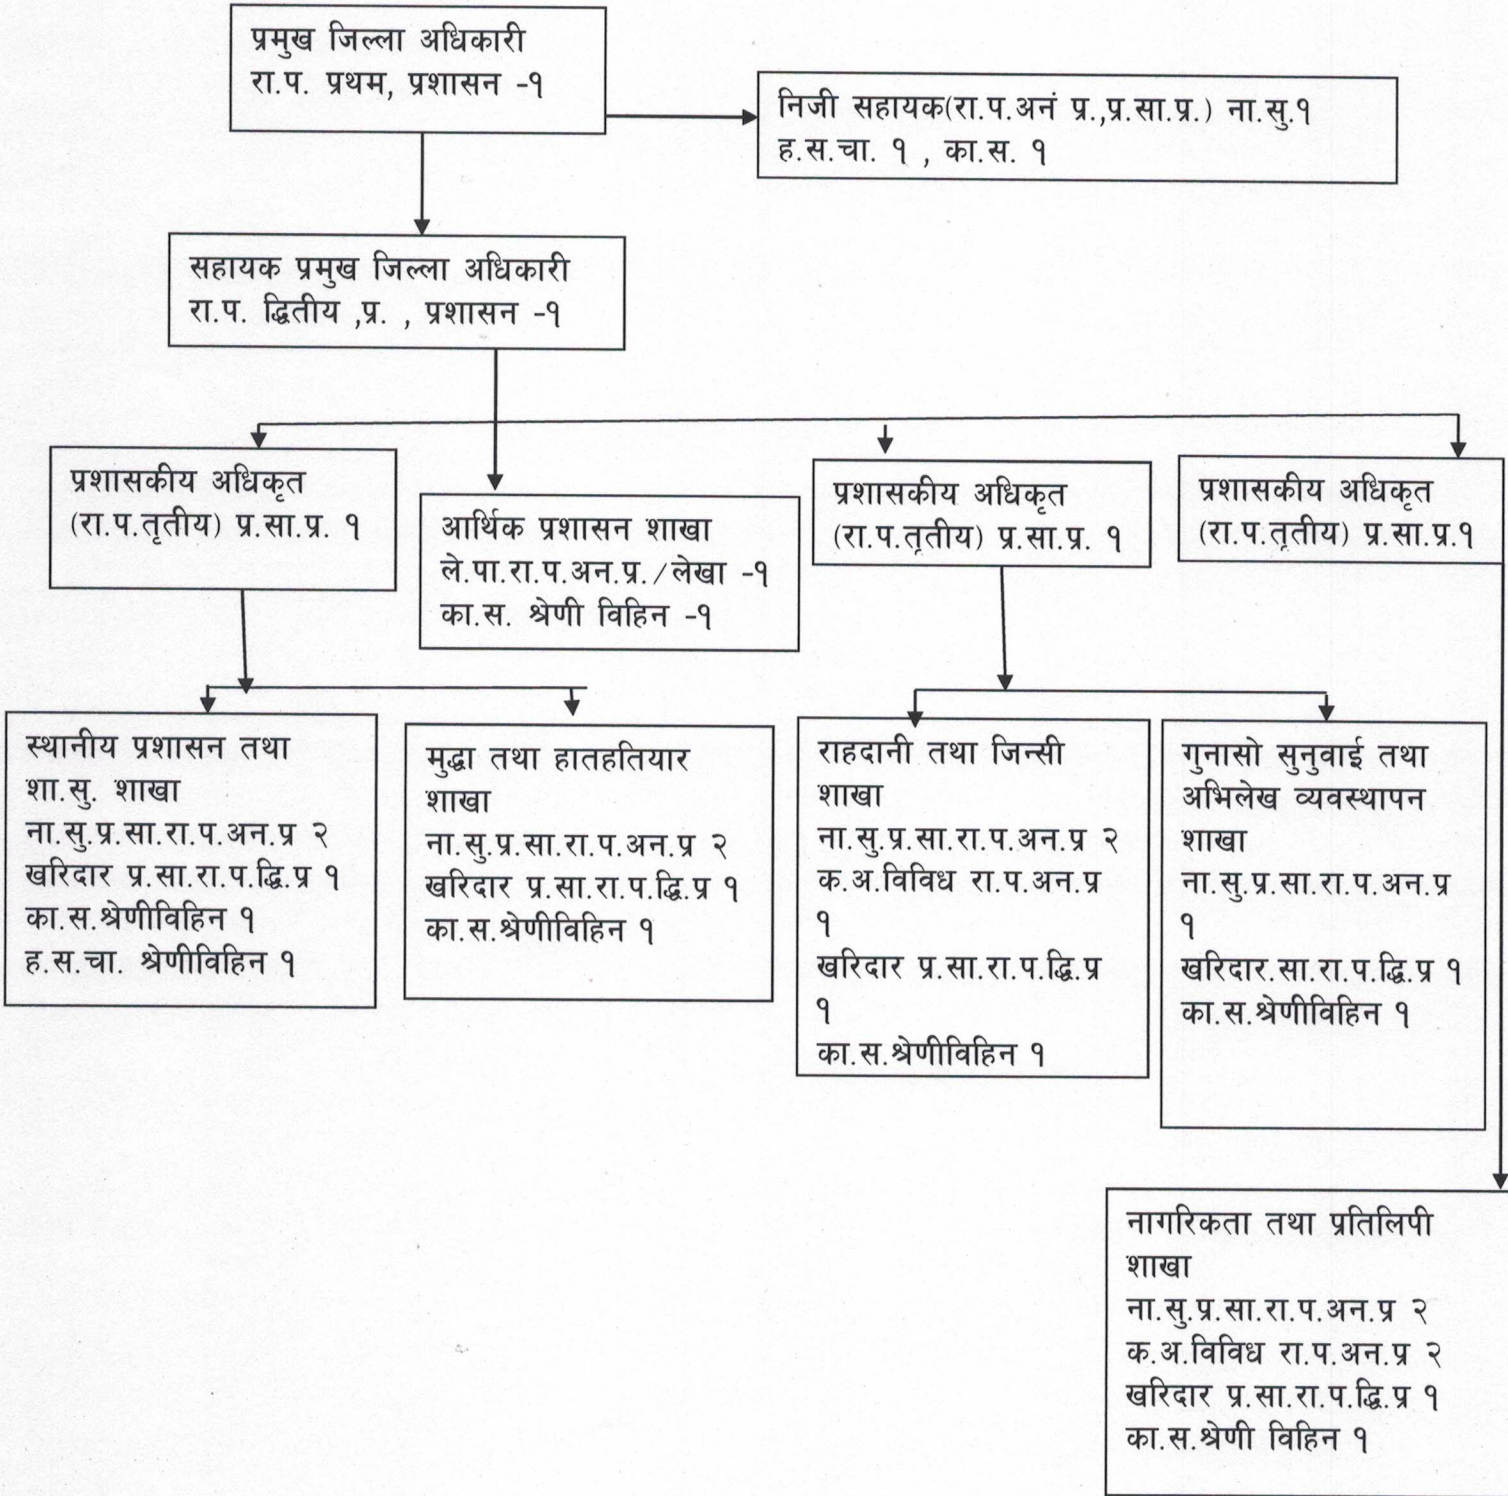 प्रमुख जिल्ला अधिकारी
रा.प. प्रथम, प्रशासन -१
निजी सहायक(रा.प.अनं प्र.,प्र.सा.प्र.) ना.सु.१
ह.स.चा. १ , का.स. १
सहायक प्रमुख जिल्ला अधिकारी
रा.प. द्धितीय ,प्र. , प्रशासन -१
प्रशासकीय अधिकृत
(रा.प.तृतीय) प्र.सा.प्र. १
आर्थिक प्रशासन शाखा
ले.पा.रा.प.अन.प्र./लेखा -१
का.स. श्रेणी विहिन -१
प्रशासकीय अधिकृत
(रा.प.तृतीय) प्र.सा.प्र. १
प्रशासकीय अधिकृत
(रा.प.तृतीय) प्र.सा.प्र.१
स्थानीय प्रशासन तथा
शा.सु. शाखा
ना.सु.प्र.सा.रा.प.अन.प्र २
खरिदार प्र.सा.रा.प.द्धि.प्र १
का.स.श्रेणीविहिन १
ह.स.चा. श्रेणीविहिन १
मुद्धा तथा हातहतियार
शाखा
ना.सु.प्र.सा.रा.प.अन.प्र २
खरिदार प्र.सा.रा.प.द्धि.प्र १
का.स.श्रेणीविहिन १
राहदानी तथा जिन्सी
शाखा
ना.सु.प्र.सा.रा.प.अन.प्र २
क.अ.विविध रा.प.अन.प्र
१
खरिदार प्र.सा.रा.प.द्धि.प्र
१
का.स.श्रेणीविहिन १
गुनासो सुनुवाई तथा
अभिलेख व्यवस्थापन
शाखा
ना.सु.प्र.सा.रा.प.अन.प्र
१
खरिदार.सा.रा.प.द्धि.प्र १
का.स.श्रेणीविहिन १
नागरिकता तथा प्रतिलिपी
शाखा
ना.सु.प्र.सा.रा.प.अन.प्र २
क.अ.विविध रा.प.अन.प्र २
खरिदार प्र.सा.रा.प.द्धि.प्र १
का.स.श्रेणी विहिन १